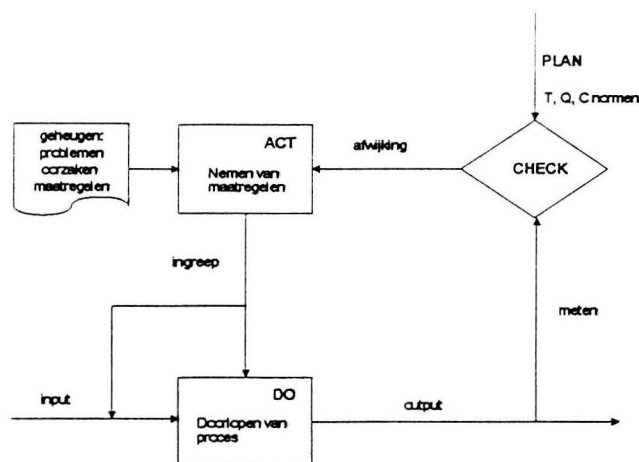 PLAN
T, Q, C normen
geheugen:
problemen
oorzaken
maatregelen
ACT
Nemen van
maatregelen
afwijking
CHECK
ingreep
meten
input
DO
Doorlopen van
proces
output